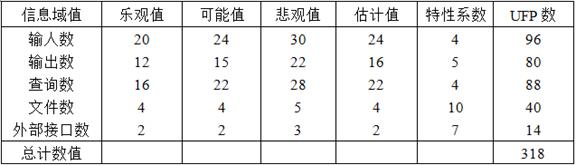 信息域值 乐观值 可能值 悲观值 估计值 特性系数 UFP 数
输人数 20 24 30 24 4 96
输出数 12 15 22 16 5 80
查询数 16 22 28 22 4 88
文件数 4 4 5 4 10 40
外部接口数 2 2 3 2 7 14
总计数值 318